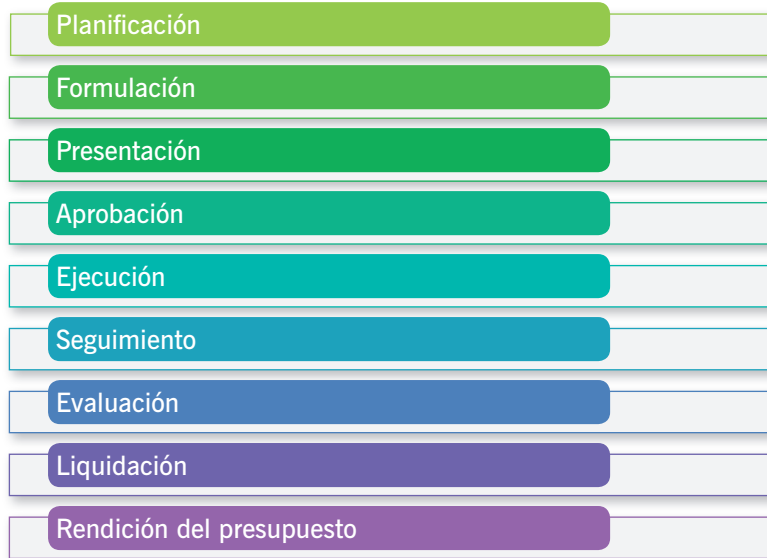 Planificación
Formulación
Presentación
Aprobación
Ejecución
Seguimiento
Evaluación
Liquidación
Rendición del presupuesto